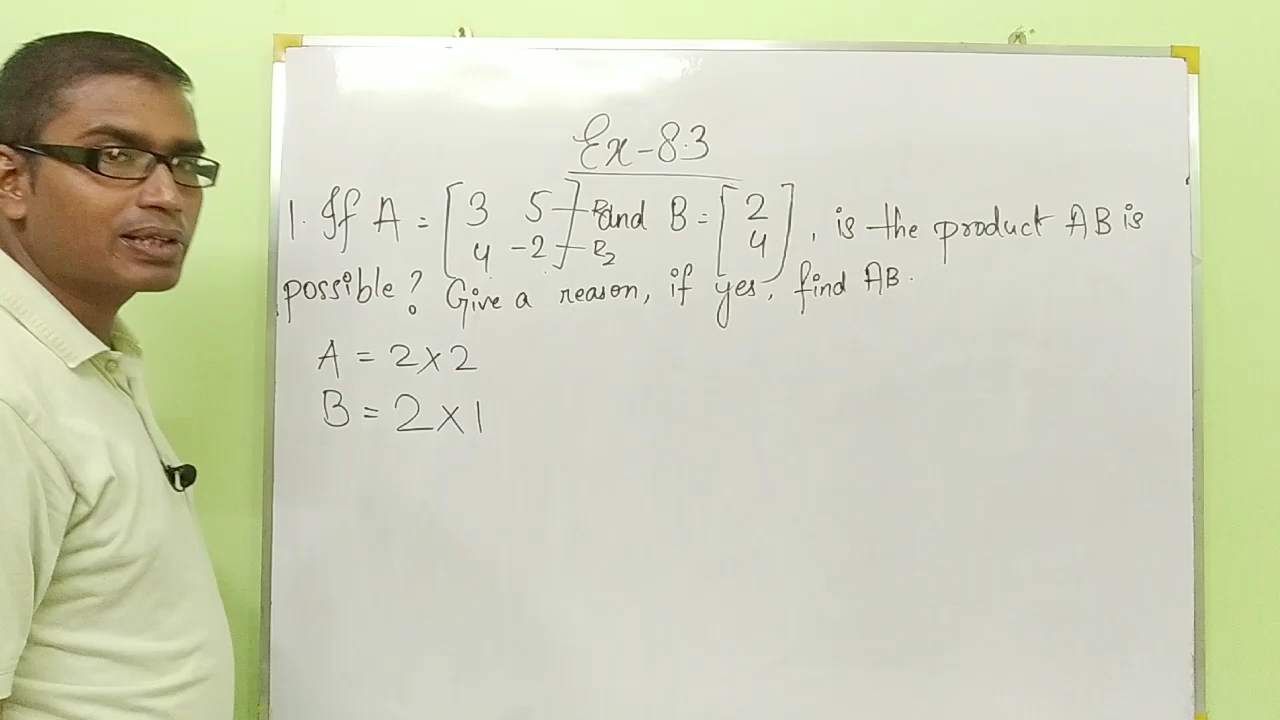 Ex-8.3
1. If A = [3 5 and B = [2], is the product AB is
4 -2] R2 4]
possible? Give a reason, if yes, find AB.
A = 2×2
B = 2×1